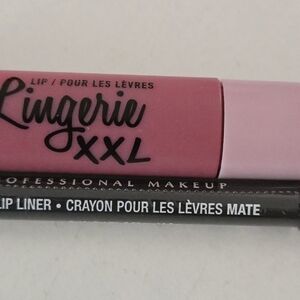 LIP / POUR LES LÈVRES
Lingerie
XXL
PROFESSIONAL MAKEUP
LIP LINER • CRAYON POUR LES LÈVRES MATE